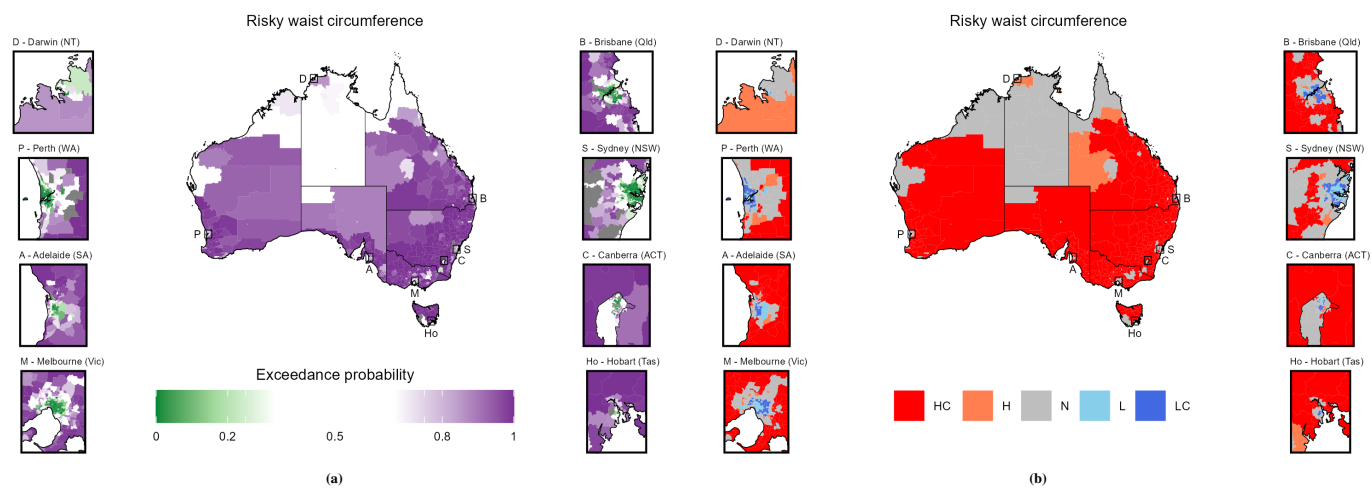 Risky waist circumference
D - Darwin (NT)
P - Perth (WA)
A - Adelaide (SA)
M - Melbourne (Vic)
D
P
A
M
B
S
C
Ho
B - Brisbane (Qld)
S - Sydney (NSW)
C - Canberra (ACT)
Ho - Hobart (Tas)
Exceedance probability
0 0.2 0.5 0.8 1
(a)
Risky waist circumference
D - Darwin (NT)
P - Perth (WA)
A - Adelaide (SA)
M - Melbourne (Vic)
D
P
A
M
B
S
C
Ho
B - Brisbane (Qld)
S - Sydney (NSW)
C - Canberra (ACT)
Ho - Hobart (Tas)
HC H N L LC
(b)